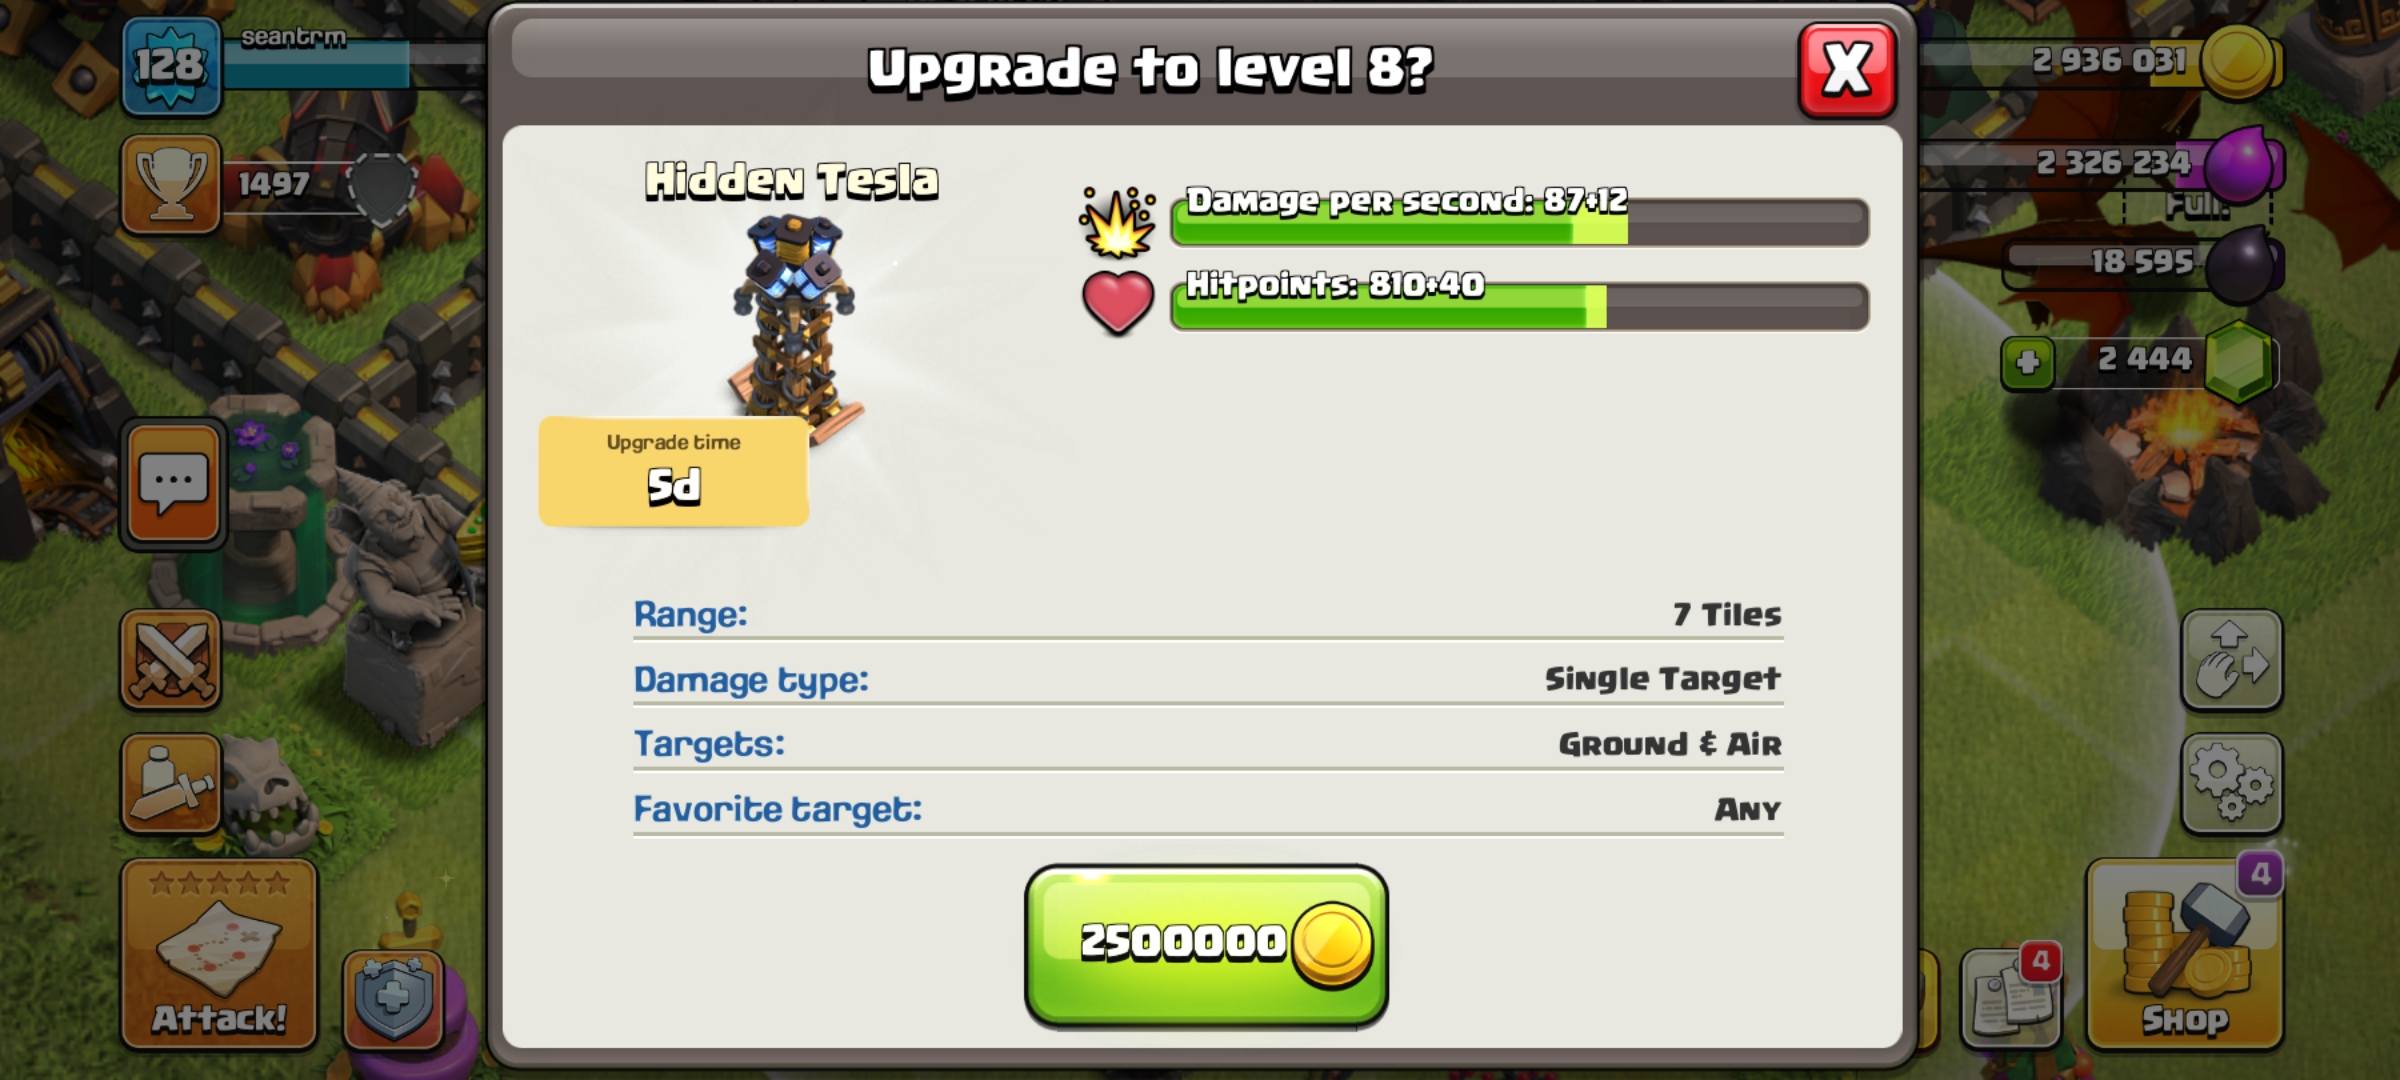 128
seantrm
Upgrade to level 8?
X
2 936 031
1497
Hidden Tesla
Damage per second: 87+12
2 326 234
Full!
Hitpoints: 810+40
18 595
2 444
Upgrade time
5d
Range: 7 Tiles
Damage type: Single Target
Targets: Ground & Air
Favorite target: Any
2500000
Attack!
4
4
Shop